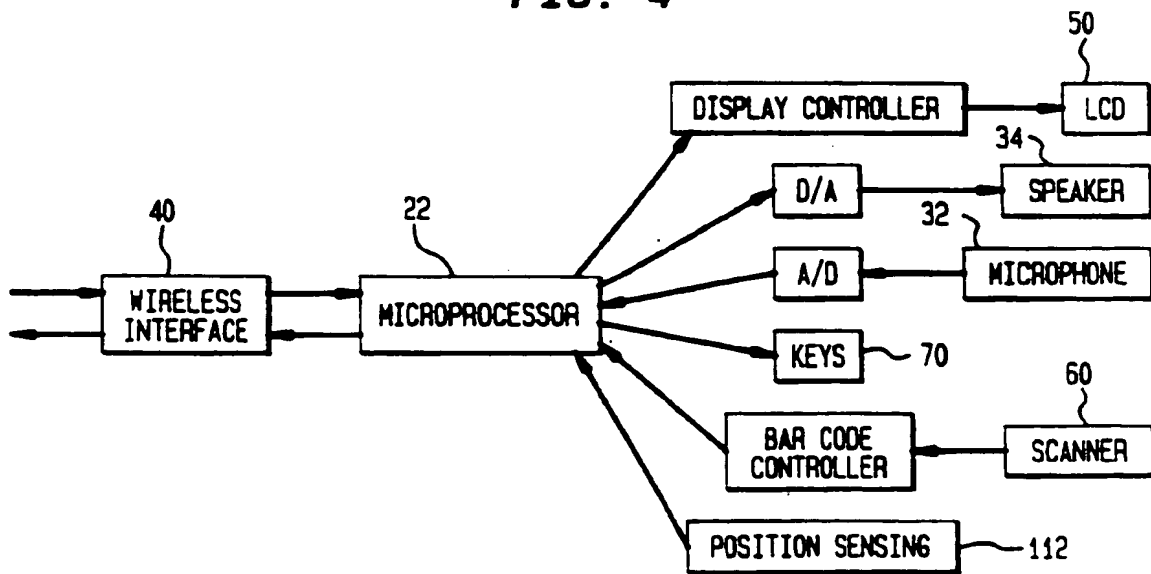 FIG. 4
50
DISPLAY CONTROLLER
LCD
34
D/A
SPEAKER
40
22
32
WIRELESS
INTERFACE
MICROPROCESSOR
A/D
MICROPHONE
KEYS
70
60
BAR CODE
CONTROLLER
SCANNER
POSITION SENSING
112